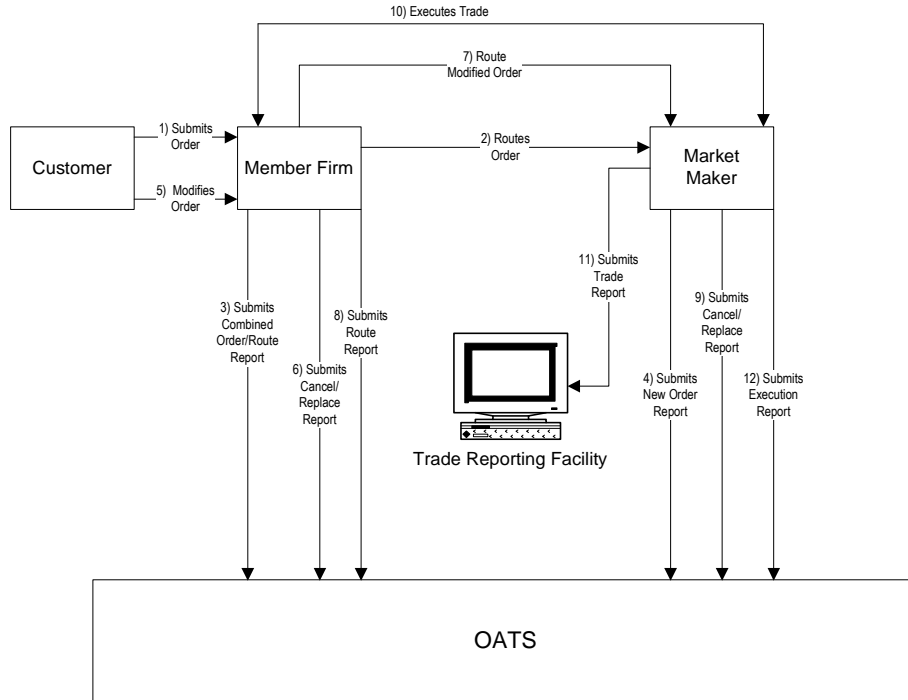 10) Executes Trade
7) Route
Modified Order
1) Submits
Order
2) Routes
Order
Customer
Member Firm
Market
Maker
5) Modifies
Order
11) Submits
Trade
Report
3) Submits
Combined
Order/Route
Report
8) Submits
Route
Report
9) Submits
Cancel/
Replace
Report
6) Submits
Cancel/
Replace
Report
4) Submits
New Order
Report
12) Submits
Execution
Report
Trade Reporting Facility
OATS